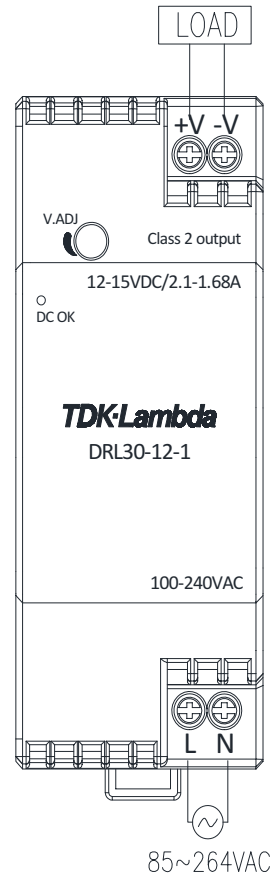 LOAD
+V -V
V.ADJ
Class 2 output
12-15VDC/2.1-1.68A
DC OK
TDK·Lambda
DRL30-12-1
100-240VAC
L N
85~264VAC